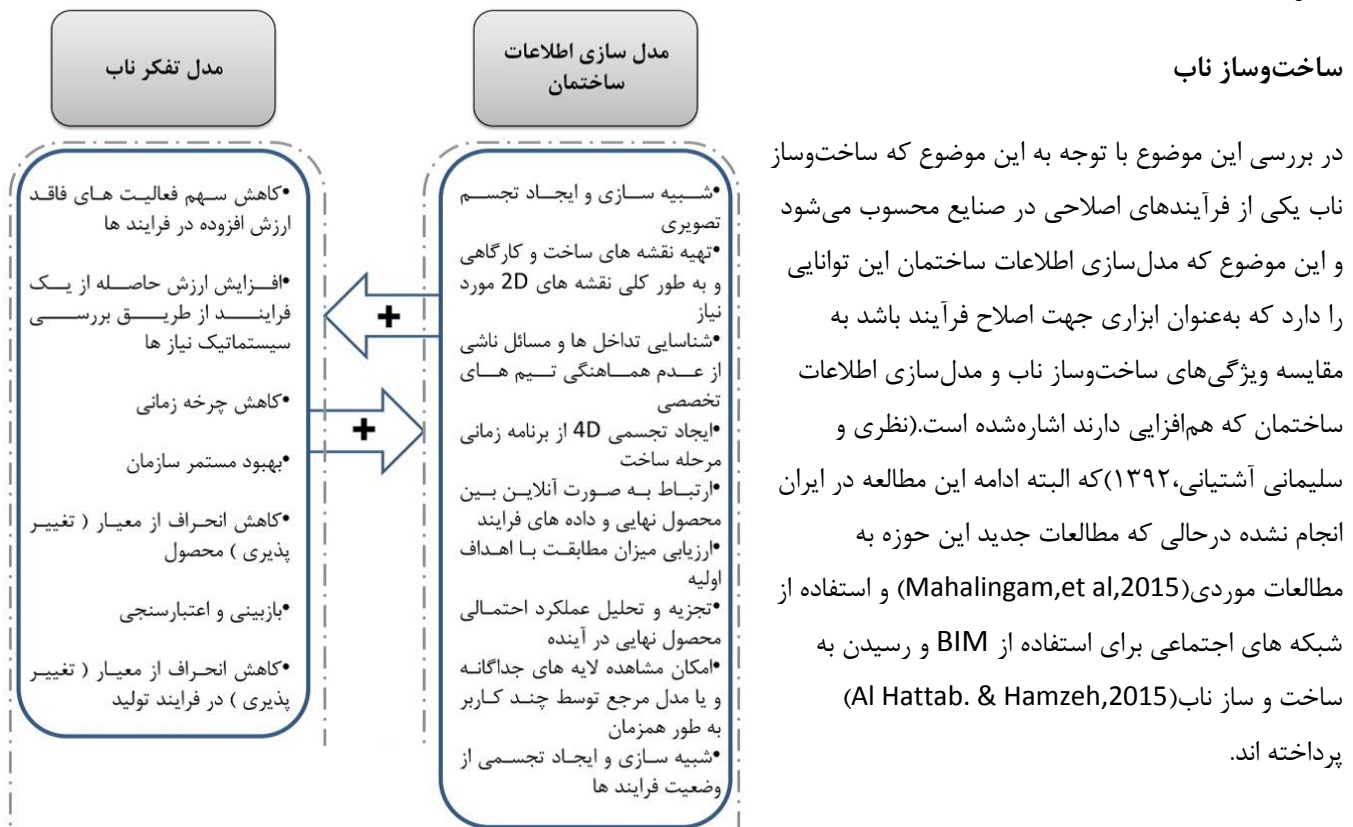 ساخت‌وساز ناب
در بررسی این موضوع با توجه به این موضوع که ساخت‌وساز
ناب یکی از فرآیندهای اصلاحی در صنایع محسوب می‌شود
و این موضوع که مدل‌سازی اطلاعات ساختمان این توانایی
را دارد که به‌عنوان ابزاری جهت اصلاح فرآیند باشد به
مقایسه ویژگی‌های ساخت‌وساز ناب و مدل‌سازی اطلاعات
ساختمان که هم‌افزایی دارند اشاره‌شده است.(نظری و
سلیمانی آشتیانی،۱۳۹۲)که البته ادامه این مطالعه در ایران
انجام نشده درحالی که مطالعات جدید این حوزه به
مطالعات موردی(Mahalingam,et al,2015) و استفاده از
شبکه های اجتماعی برای استفاده از BIM و رسیدن به
ساخت و ساز ناب(Al Hattab. & Hamzeh,2015)
پرداخته اند.
مدل سازی اطلاعات
ساختمان
•شبیه سازی و ایجاد تجسم
تصویری
•تهیه نقشه های ساخت و کارگاهی
و به طور کلی نقشه های 2D مورد
نیاز
•شناسایی تداخل ها و مسائل ناشی
از عدم هماهنگی تیم های
تخصصی
•ایجاد تجسمی 4D از برنامه زمانی
مرحله ساخت
•ارتباط به صورت آنلاین بین
محصول نهایی و داده های فرایند
•ارزیابی میزان مطابقت با اهداف
اولیه
•تجزیه و تحلیل عملکرد احتمالی
محصول نهایی در آینده
•امکان مشاهده لایه های جداگانه
و یا مدل مرجع توسط چند کاربر
به طور همزمان
•شبیه سازی و ایجاد تجسمی از
وضعیت فرایند ها
+
+
مدل تفکر ناب
•کاهش سهم فعالیت های فاقد
ارزش افزوده در فرایند ها
•افزایش ارزش حاصله از یک
فرایند از طریق بررسی
سیستماتیک نیاز ها
•کاهش چرخه زمانی
•بهبود مستمر سازمان
•کاهش انحراف از معیار ( تغییر
پذیری ) محصول
•بازبینی و اعتبارسنجی
•کاهش انحراف از معیار ( تغییر
پذیری ) در فرایند تولید